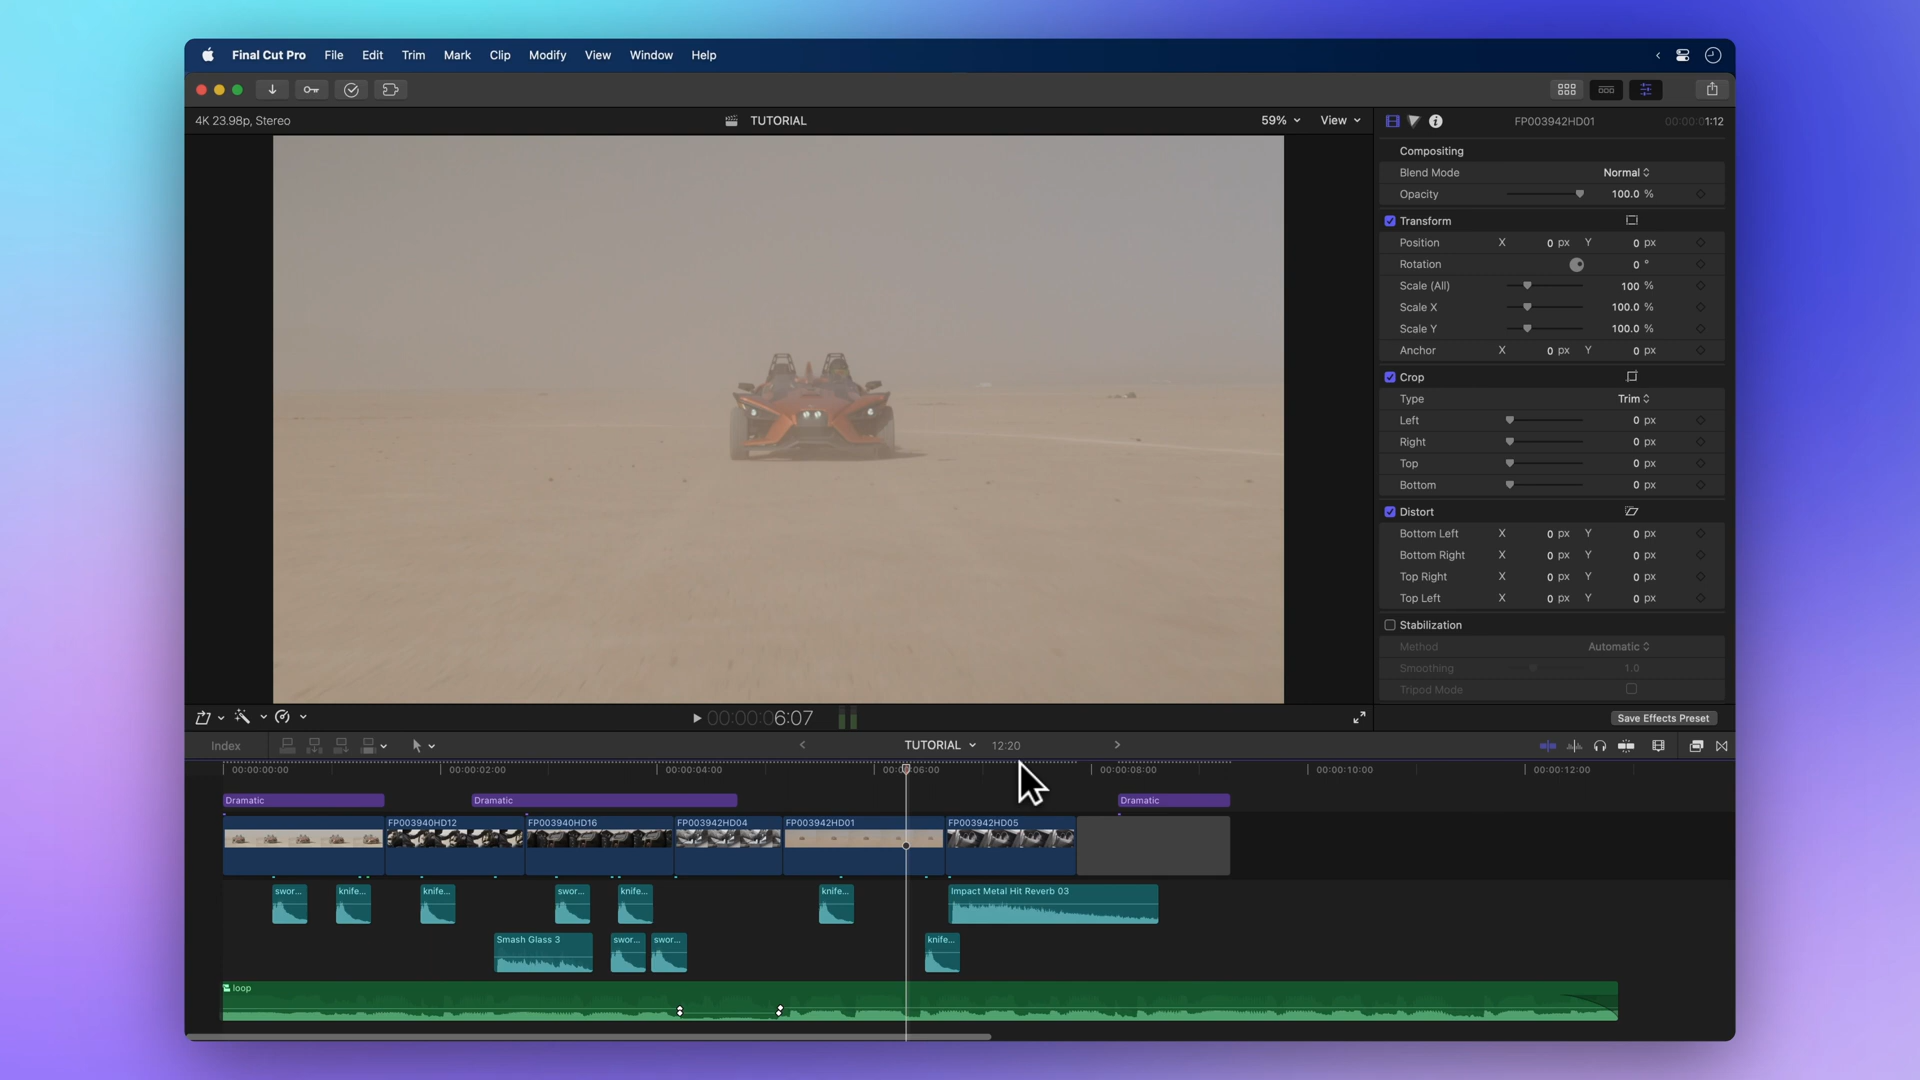 Final Cut Pro File Edit Trim Mark Clip Modify View Window Help
4K 23.98p, Stereo
TUTORIAL
59% View
FP003942HD01
00:00:01:12
Compositing
Blend Mode Normal
Opacity 100.0 %
Transform
Position X 0 px Y 0 px
Rotation 0 °
Scale (All) 100 %
Scale X 100.0 %
Scale Y 100.0 %
Anchor X 0 px Y 0 px
Crop
Type Trim
Left 0 px
Right 0 px
Top 0 px
Bottom 0 px
Distort
Bottom Left X 0 px Y 0 px
Bottom Right X 0 px Y 0 px
Top Right X 0 px Y 0 px
Top Left X 0 px Y 0 px
Stabilization
Method Automatic
Smoothing 1.0
Tripod Mode
00:00:06:07
Save Effects Preset
Index
TUTORIAL 12:20
00:00:00:00 00:00:02:00 00:00:04:00 00:00:06:00 00:00:08:00 00:00:10:00 00:00:12:00
Dramatic Dramatic Dramatic
FP003940HD12 FP003940HD16 FP003942HD04 FP003942HD01 FP003942HD05
swor... knife... knife... swor... knife... knife... Impact Metal Hit Reverb 03
Smash Glass 3 swor... swor... knife...
loop